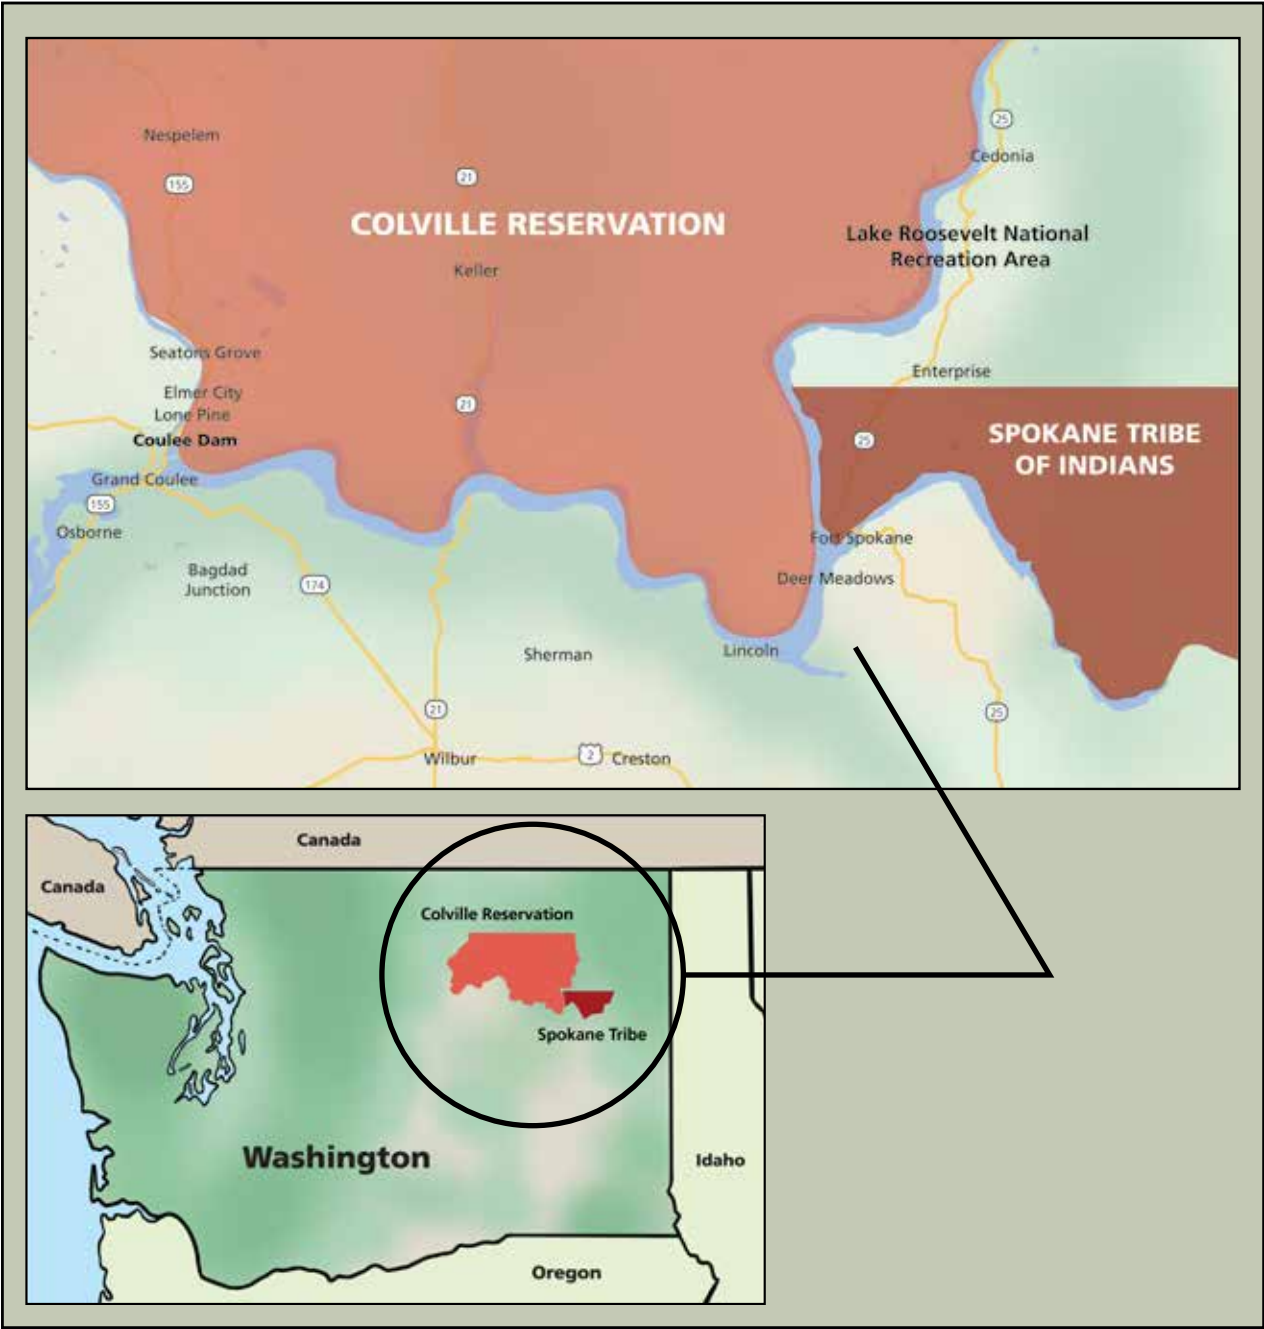 25
Nespelem
Cedonia
21
155
COLVILLE RESERVATION
Lake Roosevelt National
Recreation Area
Keller
Seatons Grove
Enterprise
Elmer City
21
Lone Pine
Coulee Dam
25
SPOKANE TRIBE
OF INDIANS
Grand Coulee
155
Osborne
Fort Spokane
Bagdad
Junction
174
Deer Meadows
Sherman
Lincoln
21
25
Wilbur
2
Creston
Canada
Canada
Colville Reservation
Spokane Tribe
Washington
Idaho
Oregon